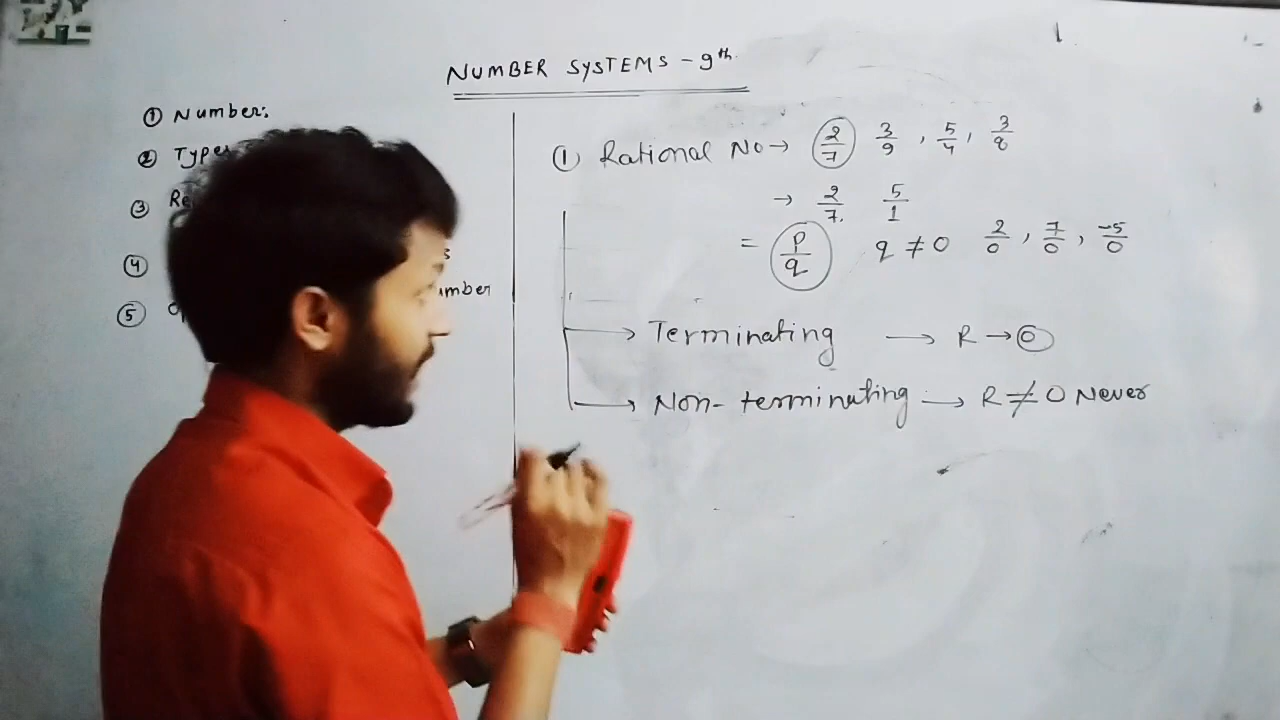 NUMBER SYSTEMS - 9th
① Number:
② Types
③ Re
④
⑤
umber
① Rational No → 2/7 3/9 , 5/4 , 3/8
→ 2/7. 5/1
= p/q q ≠ 0 2/0 , 7/0 , -5/0
→ Terminating → R → 0
→ Non-terminating → R ≠ 0 Never